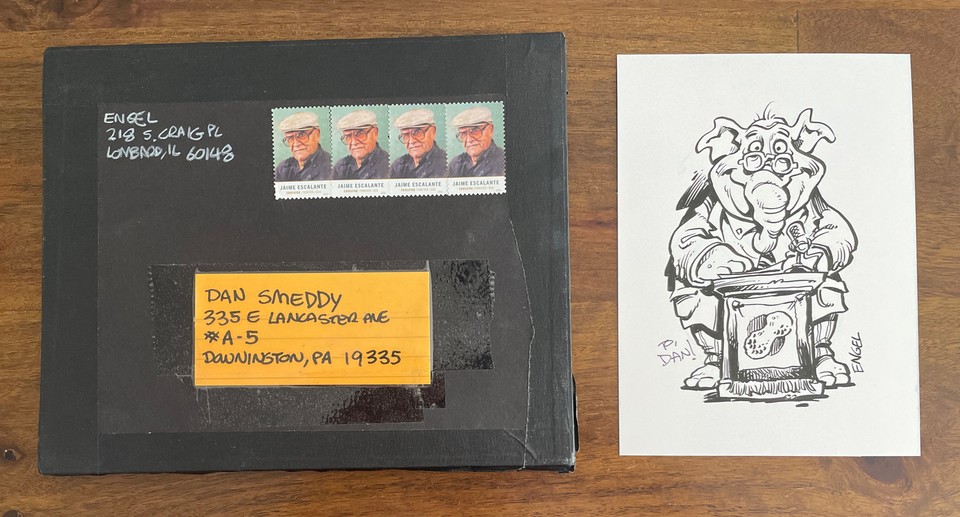 ENGEL
218 S. CRAIG PL
LOMBARD, IL 60148
JAIME ESCALANTE
JAIME ESCALANTE
JAIME ESCALANTE
JAIME ESCALANTE
DAN SMEDDY
335 E LANCASTER AVE
#A-5
DOWNINGTON, PA 19335
DAN!
ENGEL